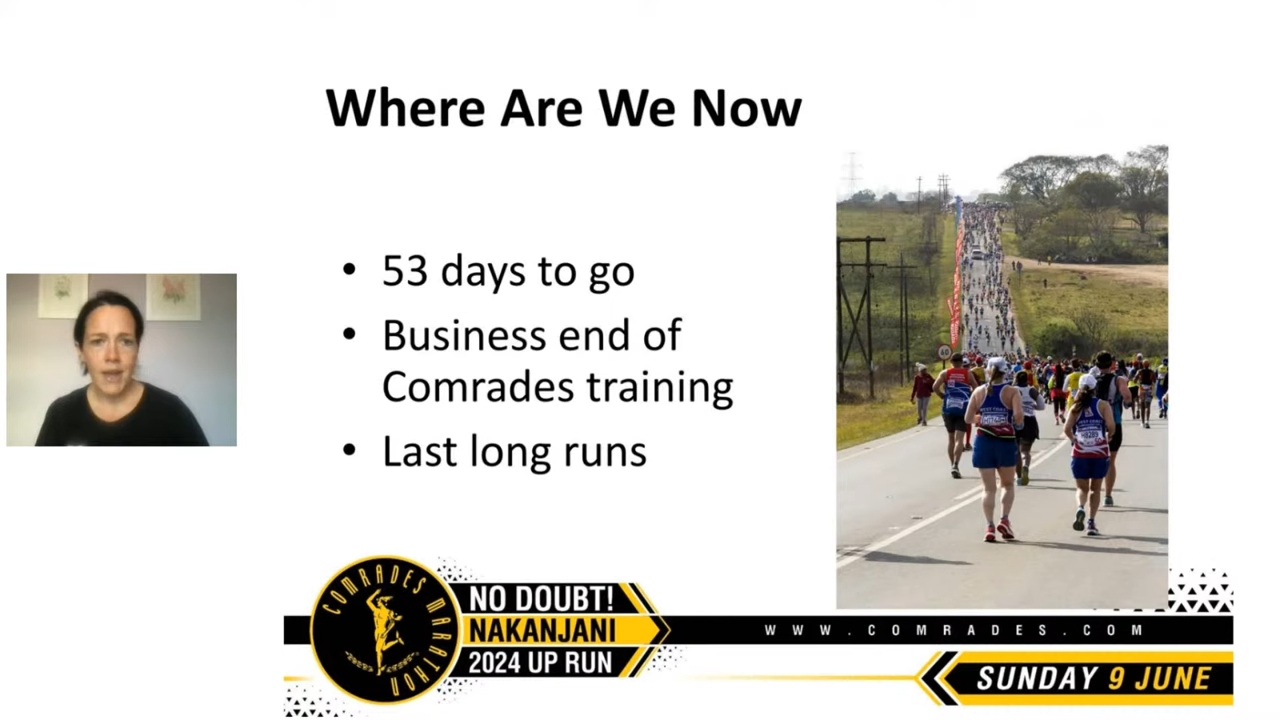 Where Are We Now
• 53 days to go
• Business end of
Comrades training
• Last long runs
COMRADES MARATHON
NO DOUBT!
NAKANJANI
2024 UP RUN
WWW.COMRADES.COM
SUNDAY 9 JUNE
60